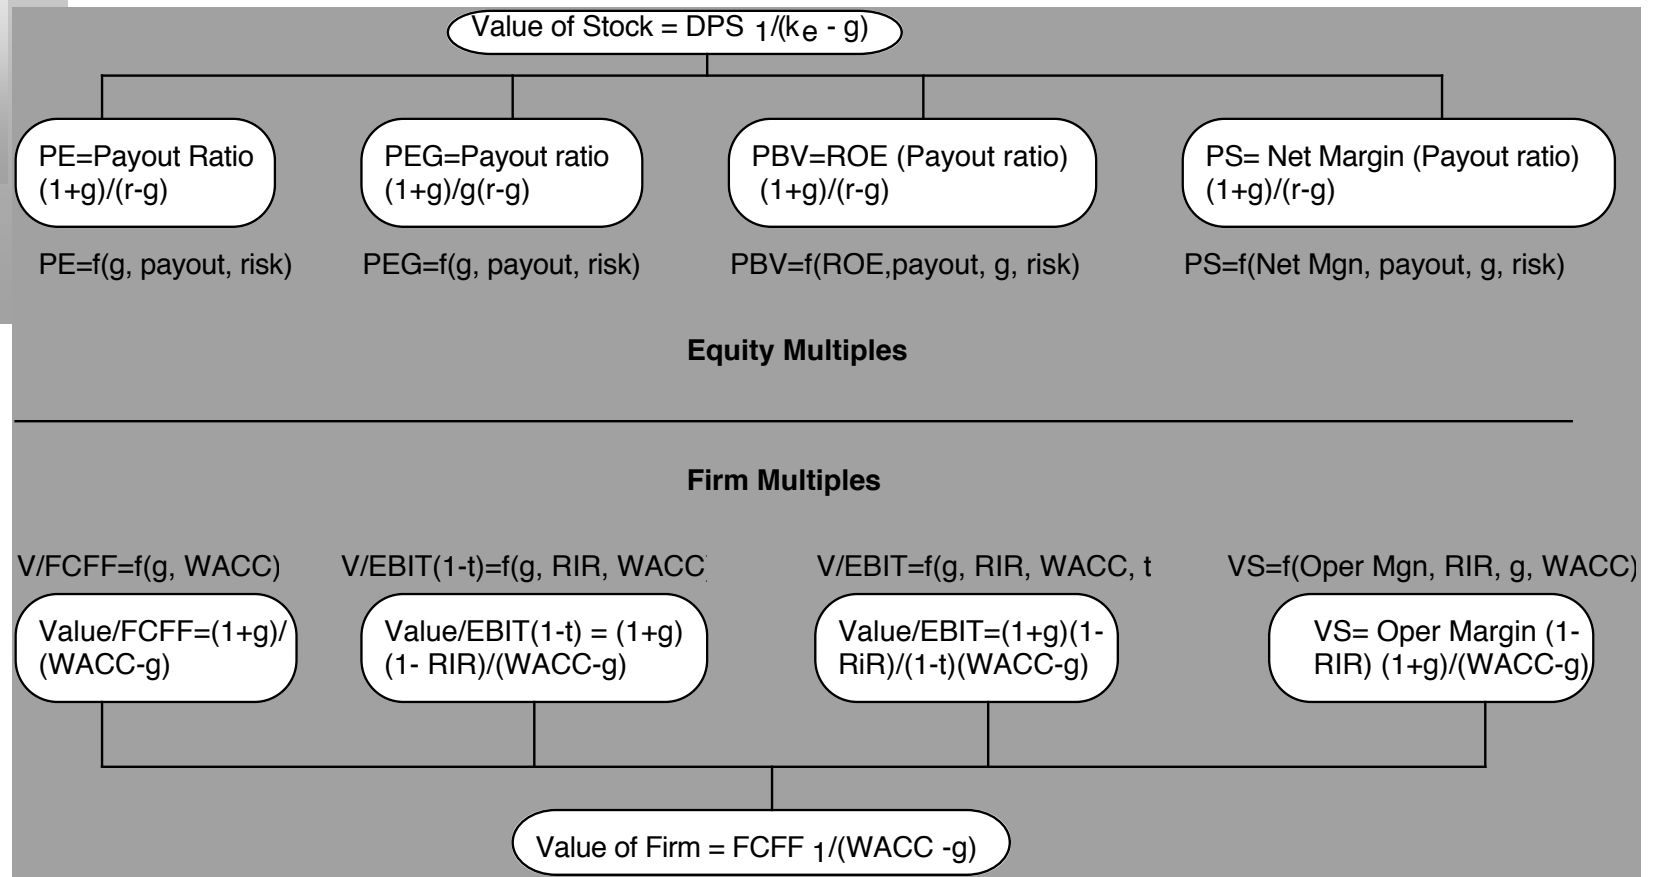 Value of Stock = DPS 1/(ke - g)
PE=Payout Ratio
(1+g)/(r-g)
PEG=Payout ratio
(1+g)/g(r-g)
PBV=ROE (Payout ratio)
(1+g)/(r-g)
PS= Net Margin (Payout ratio)
(1+g)/(r-g)
PE=f(g, payout, risk)
PEG=f(g, payout, risk)
PBV=f(ROE,payout, g, risk)
PS=f(Net Mgn, payout, g, risk)
Equity Multiples
Firm Multiples
V/FCFF=f(g, WACC)
V/EBIT(1-t)=f(g, RIR, WACC)
V/EBIT=f(g, RIR, WACC, t
VS=f(Oper Mgn, RIR, g, WACC)
Value/FCFF=(1+g)/
(WACC-g)
Value/EBIT(1-t) = (1+g)
(1- RIR)/(WACC-g)
Value/EBIT=(1+g)(1-
RiR)/(1-t)(WACC-g)
VS= Oper Margin (1-
RIR) (1+g)/(WACC-g)
Value of Firm = FCFF 1/(WACC -g)